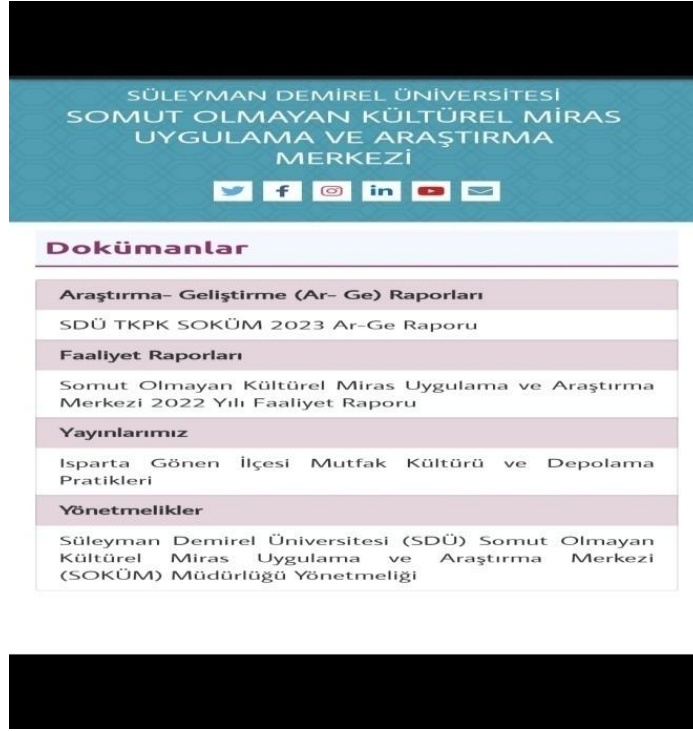 SÜLEYMAN DEMİREL ÜNİVERSİTESİ
SOMUT OLMAYAN KÜLTÜREL MİRAS
UYGULAMA VE ARAŞTIRMA
MERKEZİ
Dokümanlar
Araştırma- Geliştirme (Ar- Ge) Raporları
SDÜ TKPK SOKÜM 2023 Ar-Ge Raporu
Faaliyet Raporları
Somut Olmayan Kültürel Miras Uygulama ve Araştırma
Merkezi 2022 Yılı Faaliyet Raporu
Yayınlarımız
Isparta Gönen İlçesi Mutfak Kültürü ve Depolama
Pratikleri
Yönetmelikler
Süleyman Demirel Üniversitesi (SDÜ) Somut Olmayan
Kültürel Miras Uygulama ve Araştırma Merkezi
(SOKÜM) Müdürlüğü Yönetmeliği